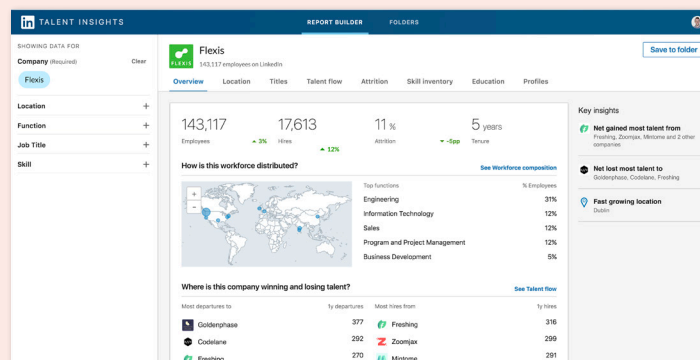 in TALENT INSIGHTS
REPORT BUILDER
FOLDERS
SHOWING DATA FOR
Company (Required)
Clear
Flexis
Location +
Function +
Job Title +
Skill +
FLEXIS
Flexis
143,117 employees on LinkedIn
Save to folder
Overview Location Titles Talent flow Attrition Skill inventory Education Profiles
143,117 17,613 11 % 5 years
Employees ▲ 3% Hires ▲ 12% Attrition ▼ -5pp Tenure
How is this workforce distributed?
See Workforce composition
+
−
Top functions % Employees
Engineering 31%
Information Technology 12%
Sales 12%
Program and Project Management 12%
Business Development 5%
Where is this company winning and losing talent?
See Talent flow
Most departures to 1y departures Most hires from 1y hires
Goldenphase 377 Freshing 316
Codelane 292 Zoomjax 299
Freshing 270 Mintome 291
Key insights
Net gained most talent from
Freshing, Zoomjax, Mintome and 2 other
companies
Net lost most talent to
Goldenphase, Codelane, Freshing
Fast growing location
Dublin